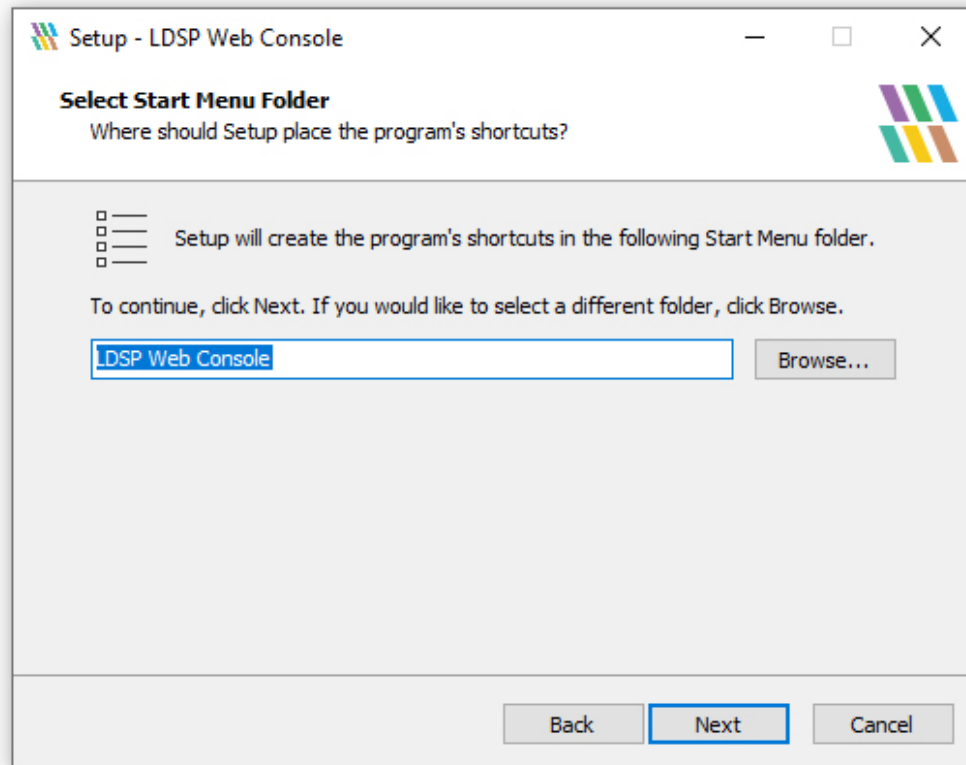 Setup - LDSP Web Console
Select Start Menu Folder
Where should Setup place the program's shortcuts?
Setup will create the program's shortcuts in the following Start Menu folder.
To continue, click Next. If you would like to select a different folder, click Browse.
LDSP Web Console
Browse...
Back
Next
Cancel